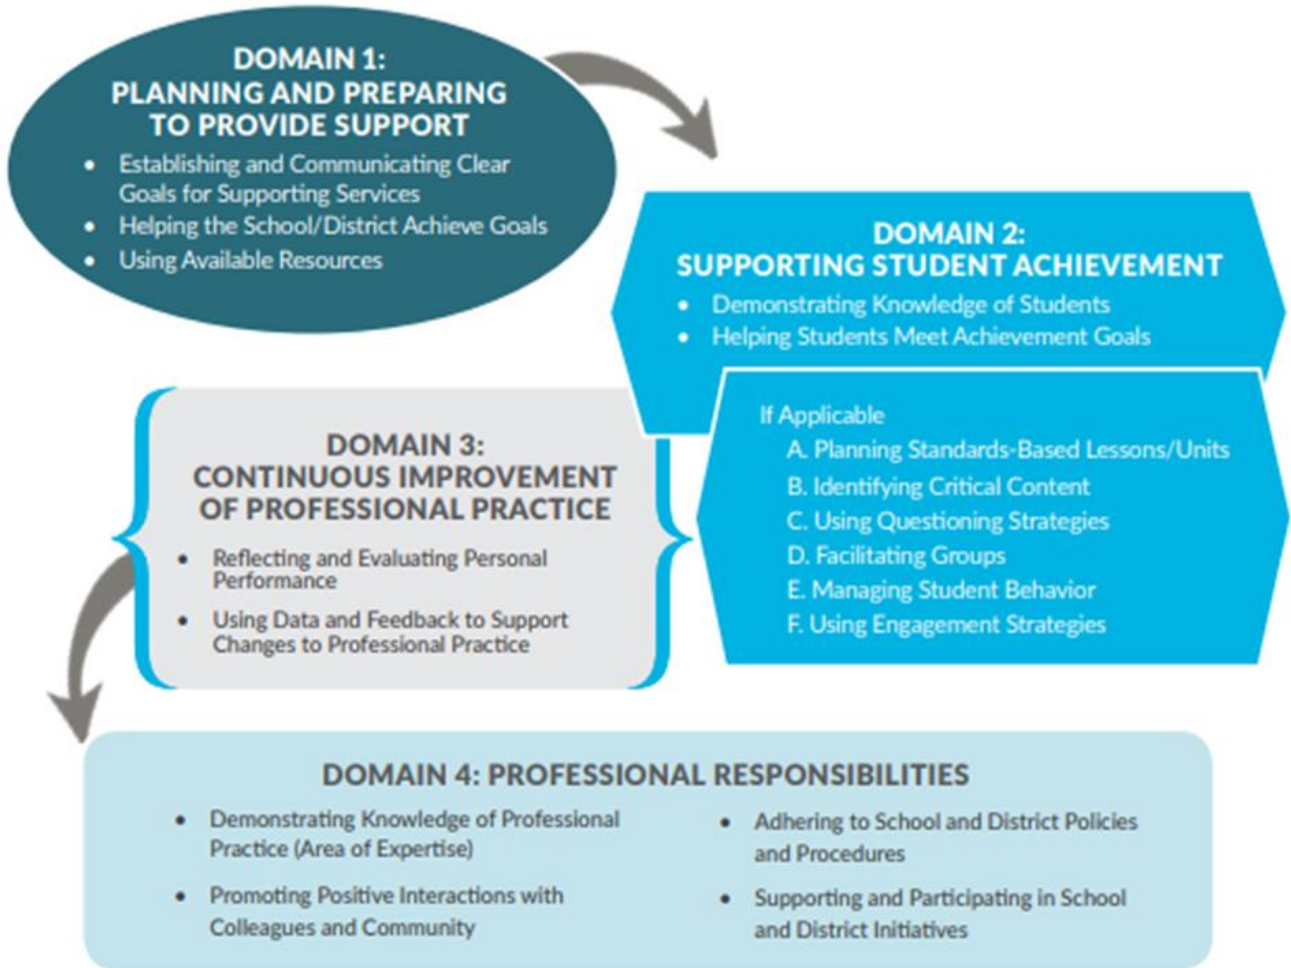 DOMAIN 1:
PLANNING AND PREPARING
TO PROVIDE SUPPORT
• Establishing and Communicating Clear
Goals for Supporting Services
• Helping the School/District Achieve Goals
• Using Available Resources
DOMAIN 2:
SUPPORTING STUDENT ACHIEVEMENT
• Demonstrating Knowledge of Students
• Helping Students Meet Achievement Goals
If Applicable
A. Planning Standards-Based Lessons/Units
B. Identifying Critical Content
C. Using Questioning Strategies
D. Facilitating Groups
E. Managing Student Behavior
F. Using Engagement Strategies
DOMAIN 3:
CONTINUOUS IMPROVEMENT
OF PROFESSIONAL PRACTICE
• Reflecting and Evaluating Personal
Performance
• Using Data and Feedback to Support
Changes to Professional Practice
DOMAIN 4: PROFESSIONAL RESPONSIBILITIES
• Demonstrating Knowledge of Professional
Practice (Area of Expertise)
• Promoting Positive Interactions with
Colleagues and Community
• Adhering to School and District Policies
and Procedures
• Supporting and Participating in School
and District Initiatives